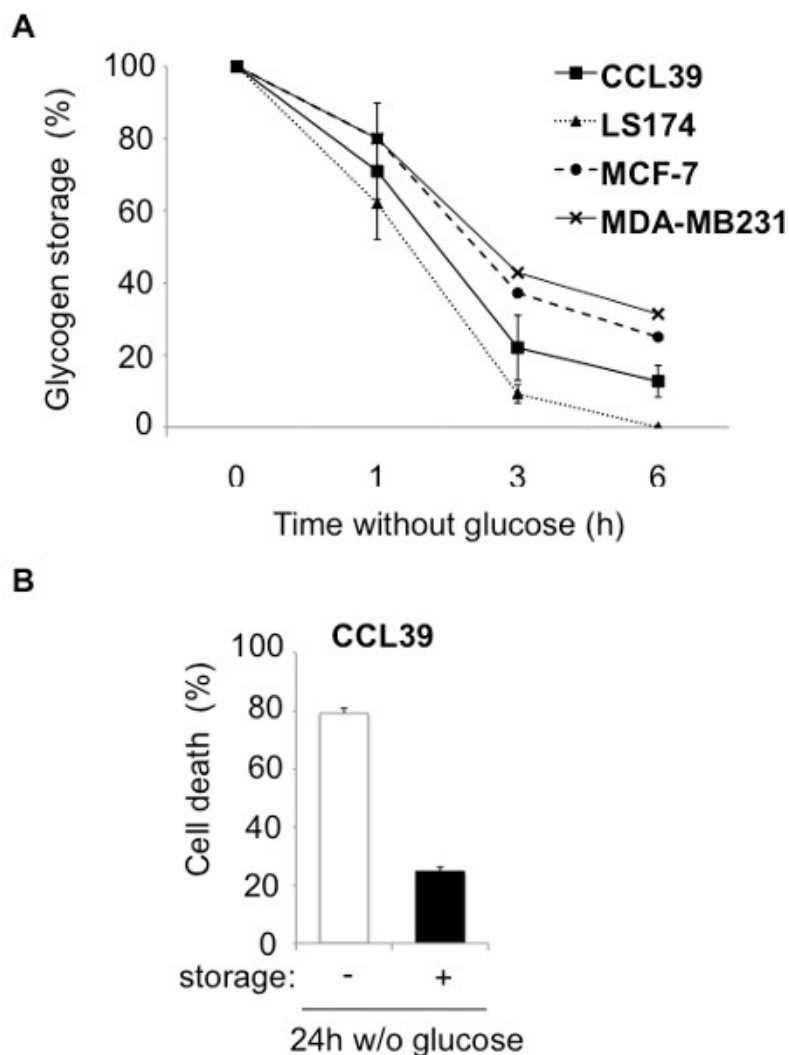 A
Glycogen storage (%)
100
80
60
40
20
0
CCL39
LS174
MCF-7
MDA-MB231
0 1 3 6
Time without glucose (h)
B
CCL39
Cell death (%)
100
80
60
40
20
0
storage: - +
24h w/o glucose